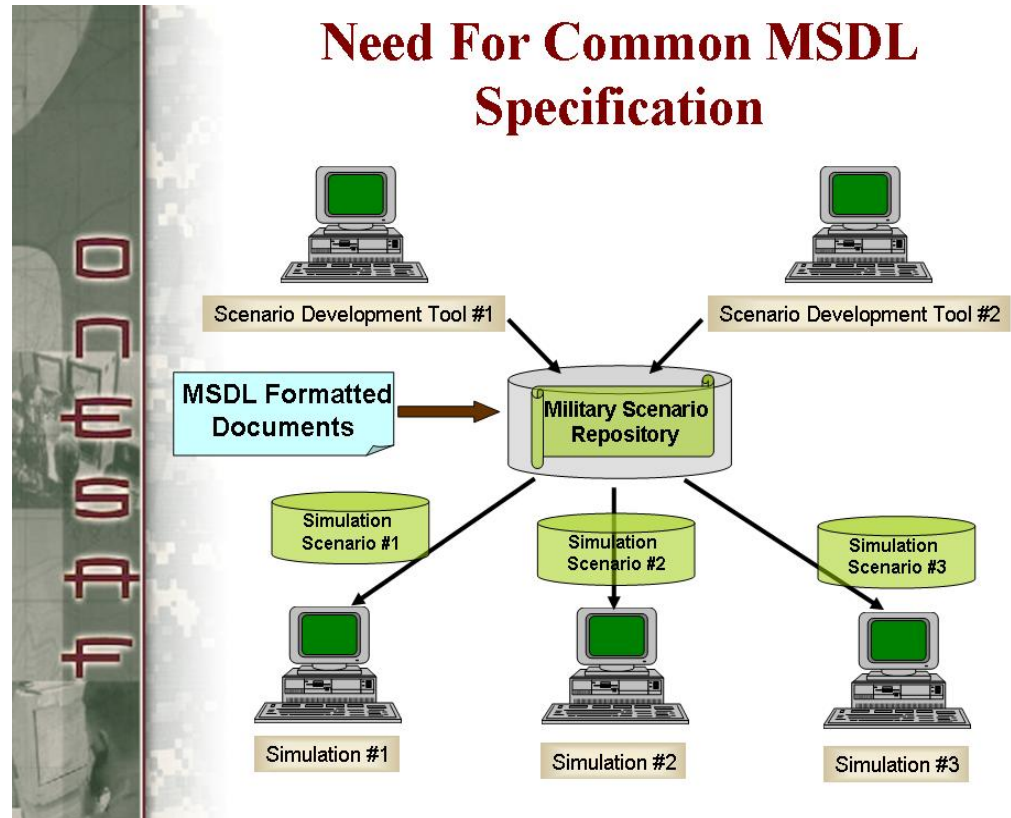 Need For Common MSDL
Specification
ONESAF
Scenario Development Tool #1
Scenario Development Tool #2
MSDL Formatted
Documents
Military Scenario
Repository
Simulation
Scenario #1
Simulation
Scenario #2
Simulation
Scenario #3
Simulation #1
Simulation #2
Simulation #3